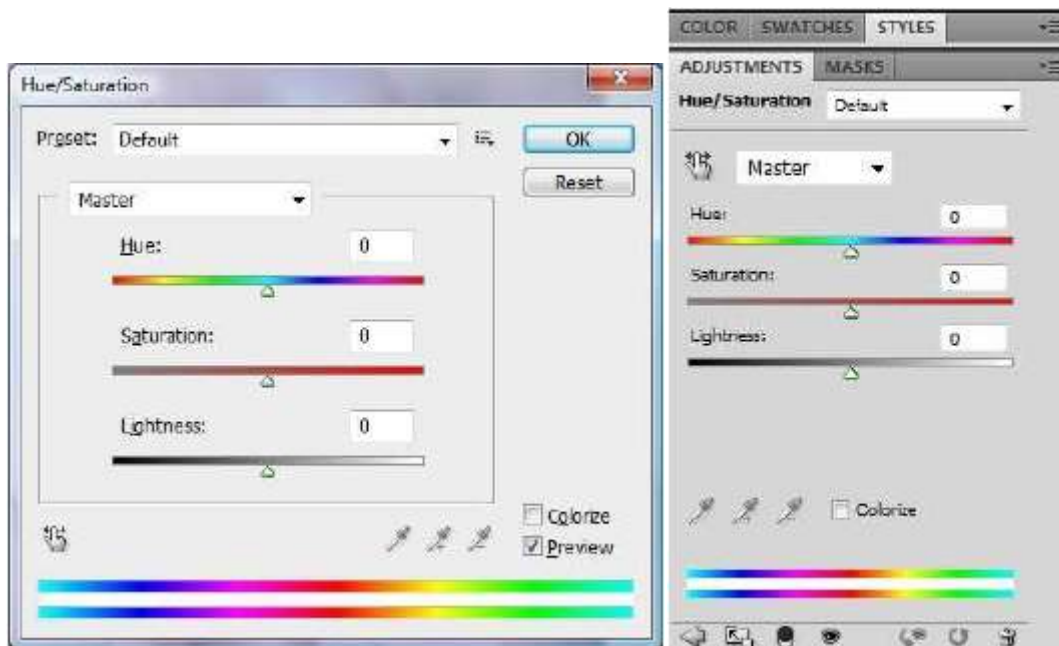 Hue/Saturation
Preset: Default
OK
Reset
Master
Hue: 0
Saturation: 0
Lightness: 0
Colorize
Preview
COLOR SWATCHES STYLES
ADJUSTMENTS MASKS
Hue/Saturation Default
Master
Hue: 0
Saturation: 0
Lightness: 0
Colorize